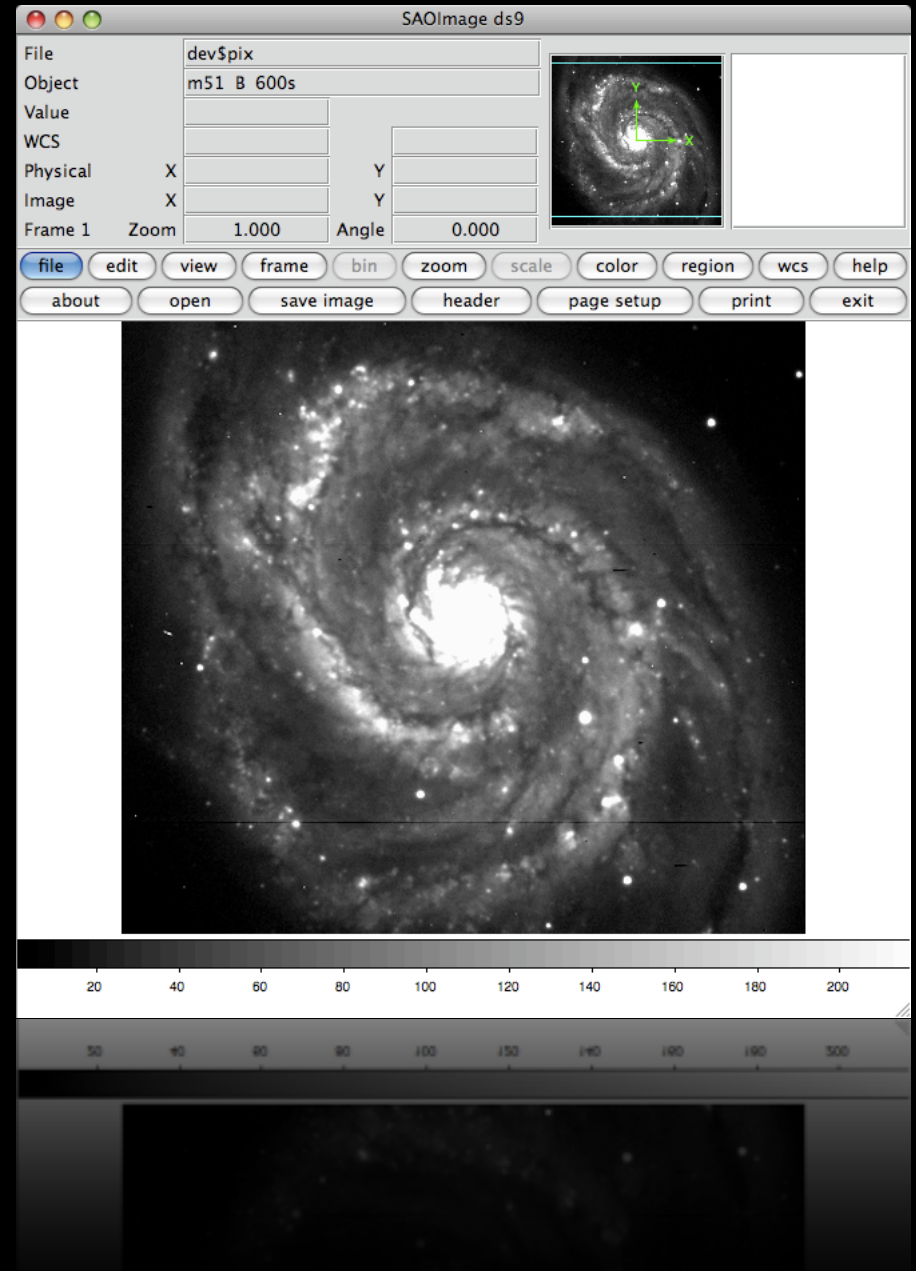 SAOImage ds9
File dev$pix
Object m51 B 600s
Value
WCS
Physical X Y
Image X Y
Frame 1 Zoom 1.000 Angle 0.000
Y
X
file edit view frame bin zoom scale color region wcs help
about open save image header page setup print exit
20 40 60 80 100 120 140 160 180 200